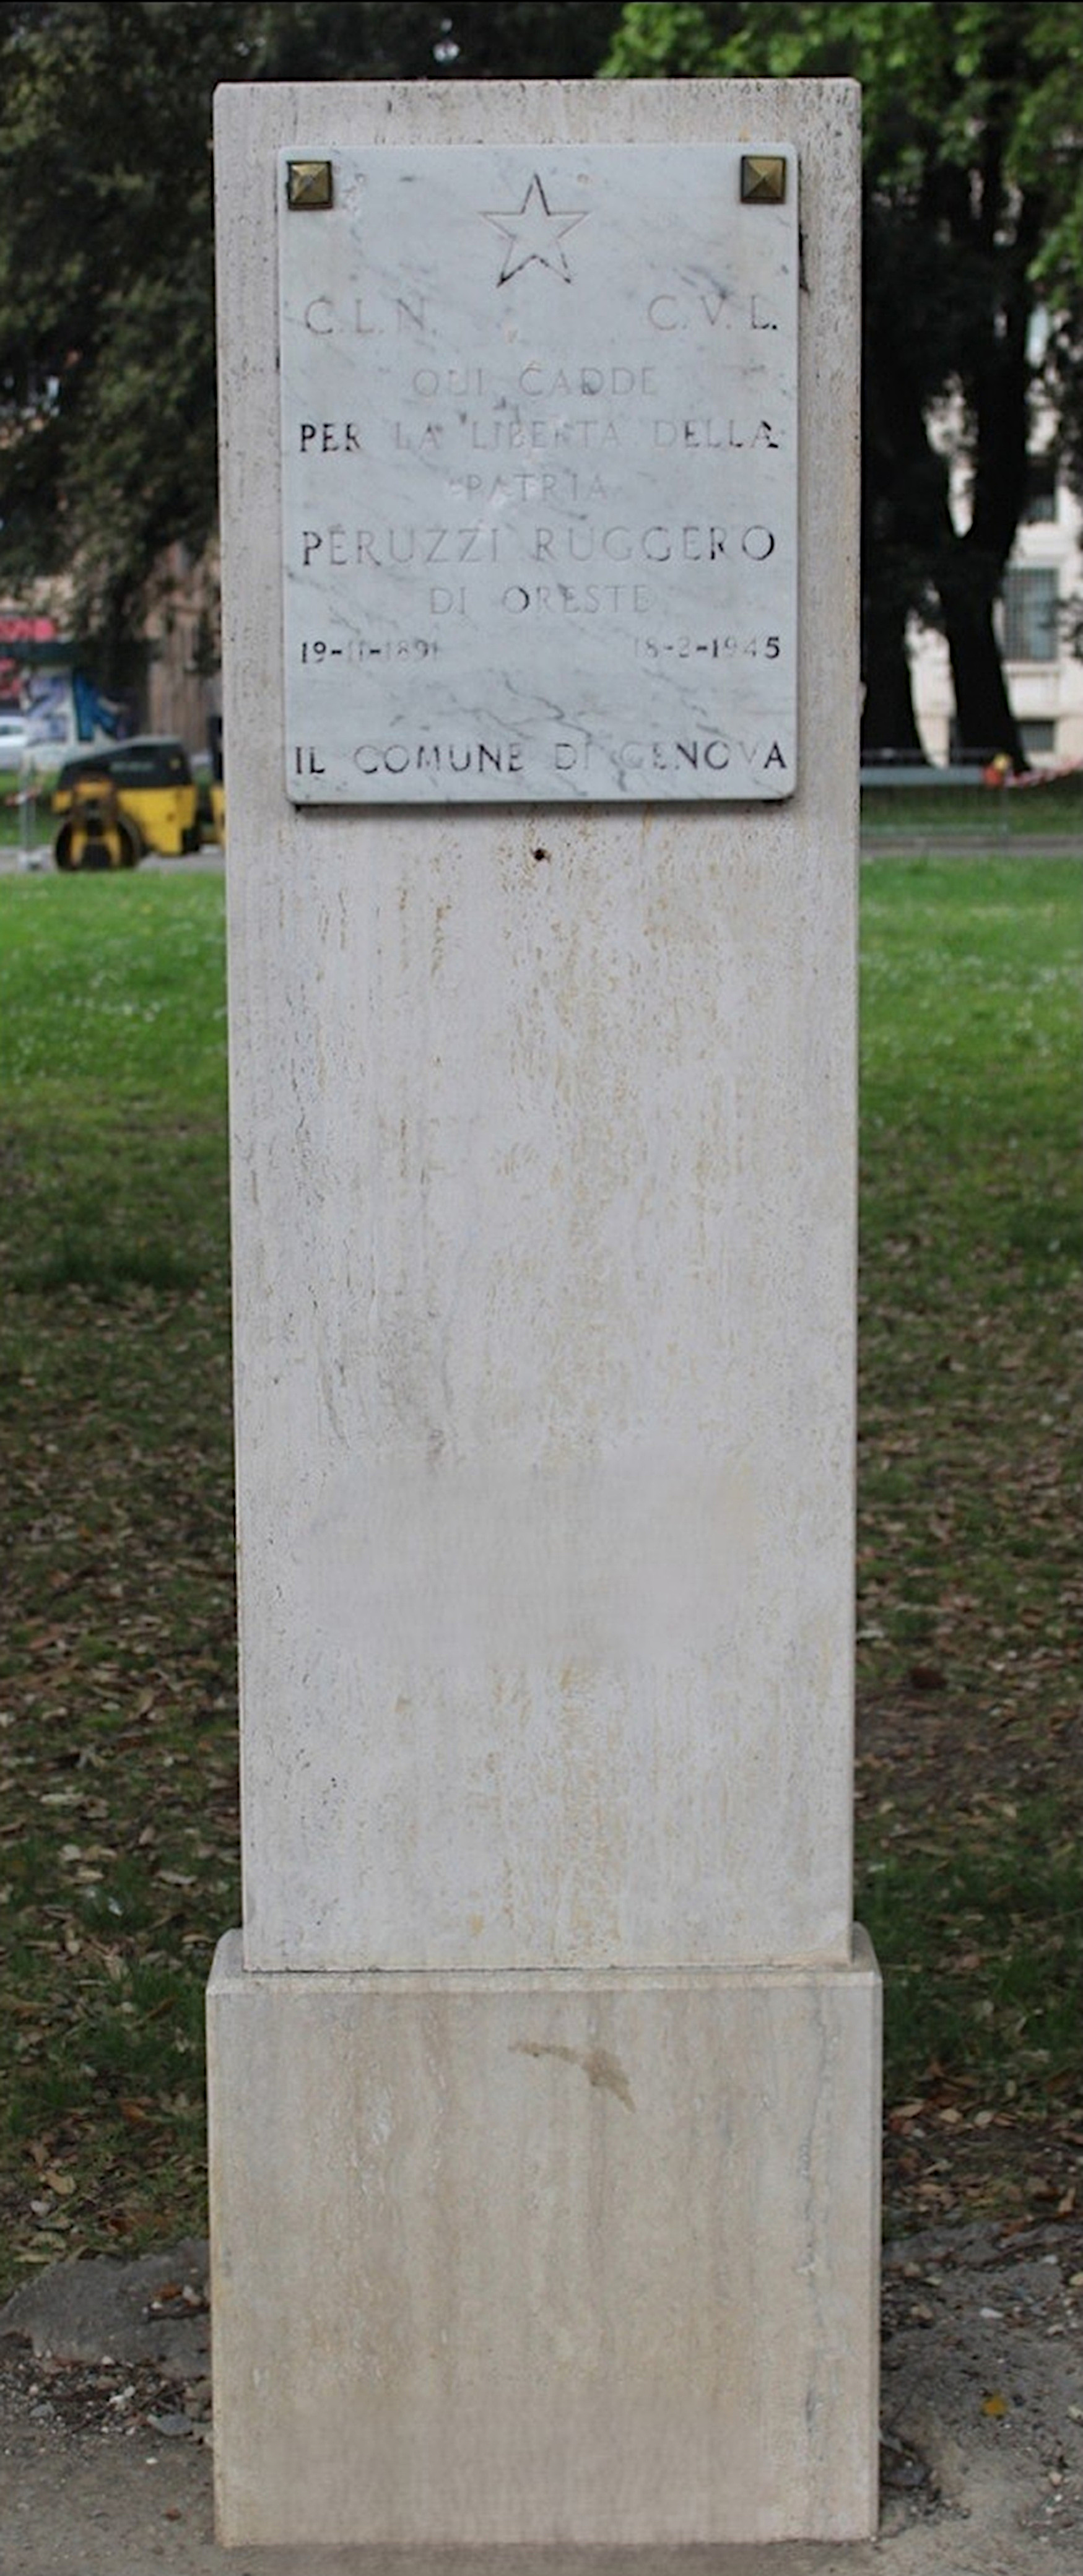 C.L.N. C.V.L.
QUI CADDE
PER LA LIBERTA DELLA
PATRIA
PERUZZI RUGGERO
DI ORESTE
19-11-1891 18-2-1945
IL COMUNE DI GENOVA